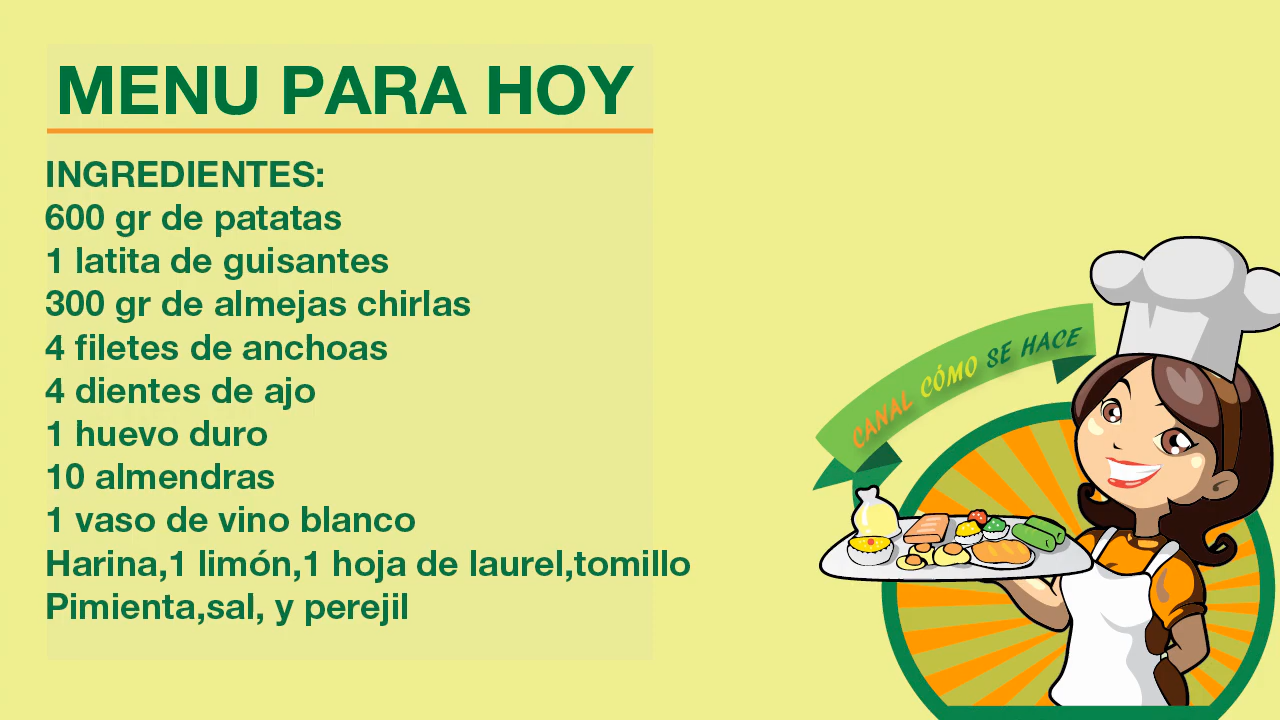 MENU PARA HOY
INGREDIENTES:
600 gr de patatas
1 latita de guisantes
300 gr de almejas chirlas
4 filetes de anchoas
4 dientes de ajo
1 huevo duro
10 almendras
1 vaso de vino blanco
Harina,1 limón,1 hoja de laurel,tomillo
Pimienta,sal, y perejil
CANAL CÓMO SE HACE